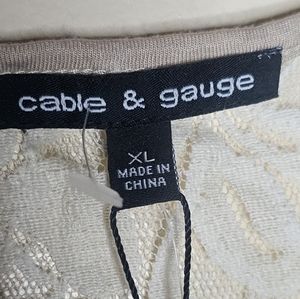 cable & gauge
XL
MADE IN
CHINA